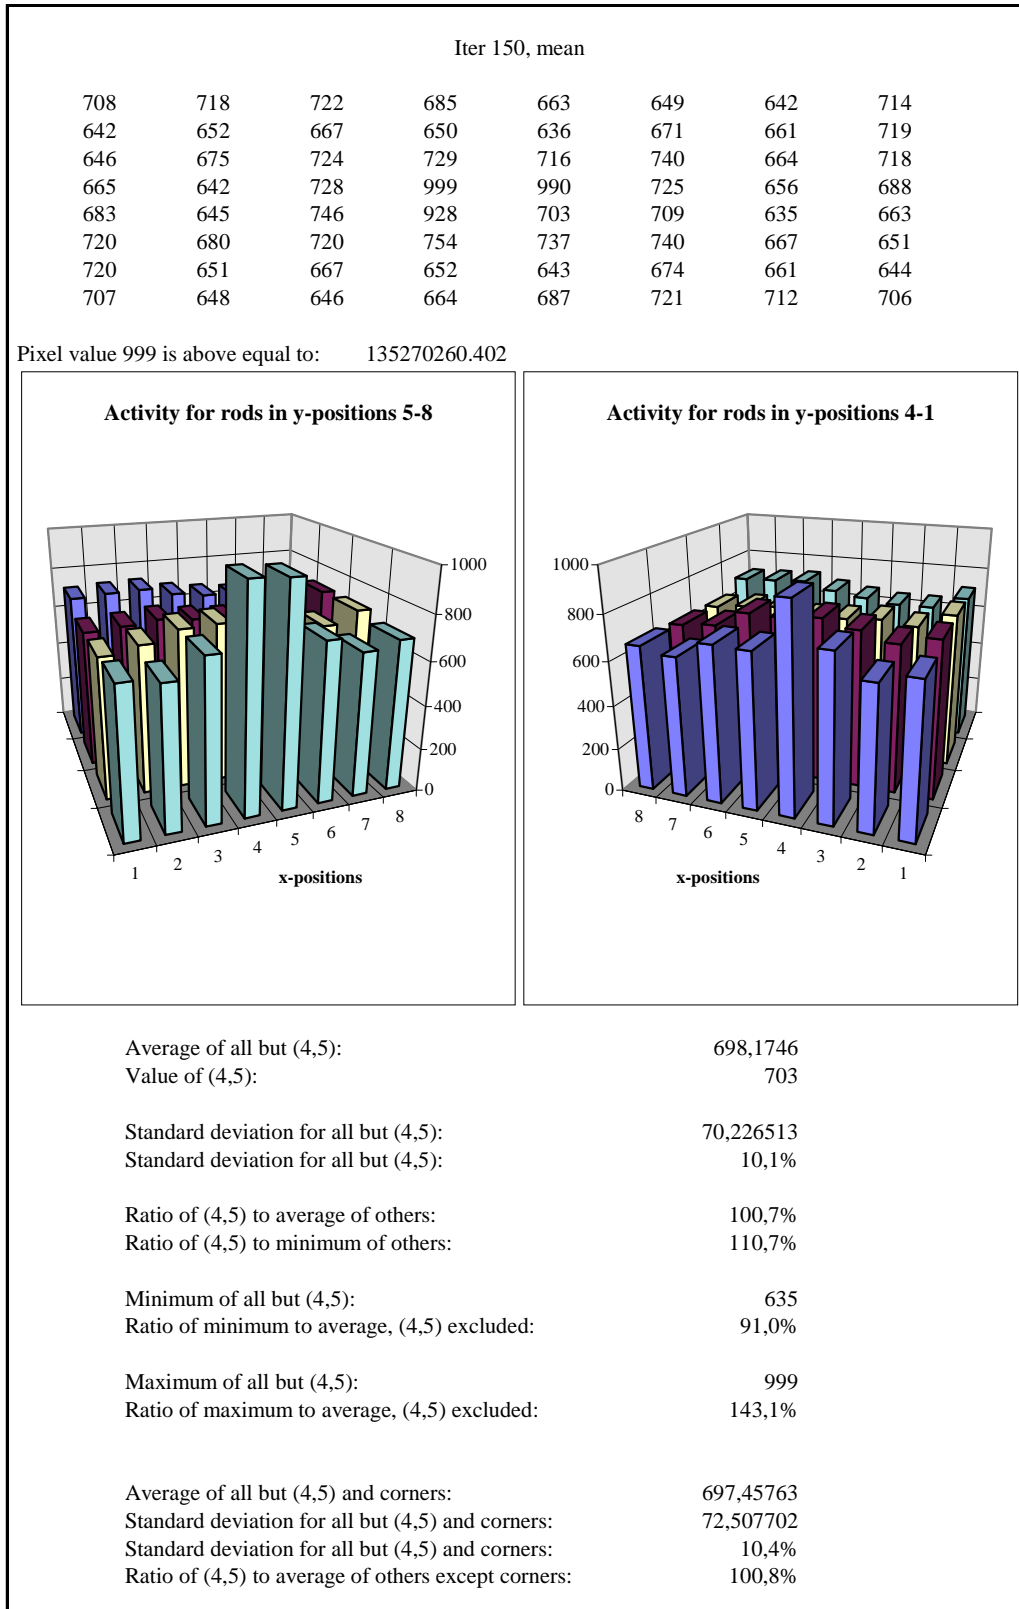 Iter 150, mean
708 718 722 685 663 649 642 714
642 652 667 650 636 671 661 719
646 675 724 729 716 740 664 718
665 642 728 999 990 725 656 688
683 645 746 928 703 709 635 663
720 680 720 754 737 740 667 651
720 651 667 652 643 674 661 644
707 648 646 664 687 721 712 706
Pixel value 999 is above equal to: 135270260.402
Activity for rods in y-positions 5-8
1000
800
600
400
200
0
1 2 3 4 5 6 7 8
x-positions
Activity for rods in y-positions 4-1
1000
800
600
400
200
0
8 7 6 5 4 3 2 1
x-positions
Average of all but (4,5): 698,1746
Value of (4,5): 703
Standard deviation for all but (4,5): 70,226513
Standard deviation for all but (4,5): 10,1%
Ratio of (4,5) to average of others: 100,7%
Ratio of (4,5) to minimum of others: 110,7%
Minimum of all but (4,5): 635
Ratio of minimum to average, (4,5) excluded: 91,0%
Maximum of all but (4,5): 999
Ratio of maximum to average, (4,5) excluded: 143,1%
Average of all but (4,5) and corners: 697,45763
Standard deviation for all but (4,5) and corners: 72,507702
Standard deviation for all but (4,5) and corners: 10,4%
Ratio of (4,5) to average of others except corners: 100,8%